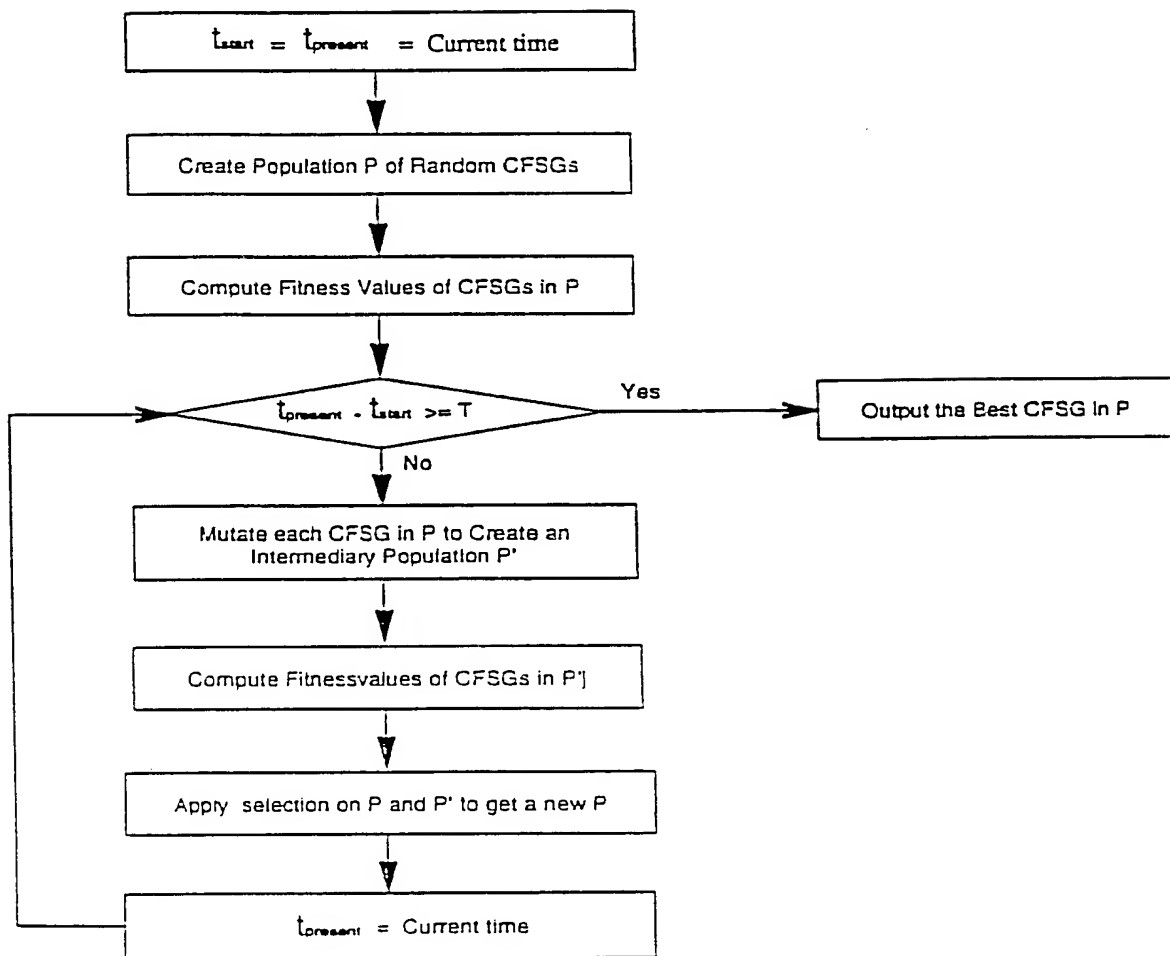 tstart = tpresent = Current time
Create Population P of Random CFSGs
Compute Fitness Values of CFSGs in P
tpresent - tstart >= T
Yes
Output the Best CFSG in P
No
Mutate each CFSG in P to Create an
Intermediary Population P'
Compute Fitnessvalues of CFSGs in P'j
Apply selection on P and P' to get a new P
tpresent = Current time